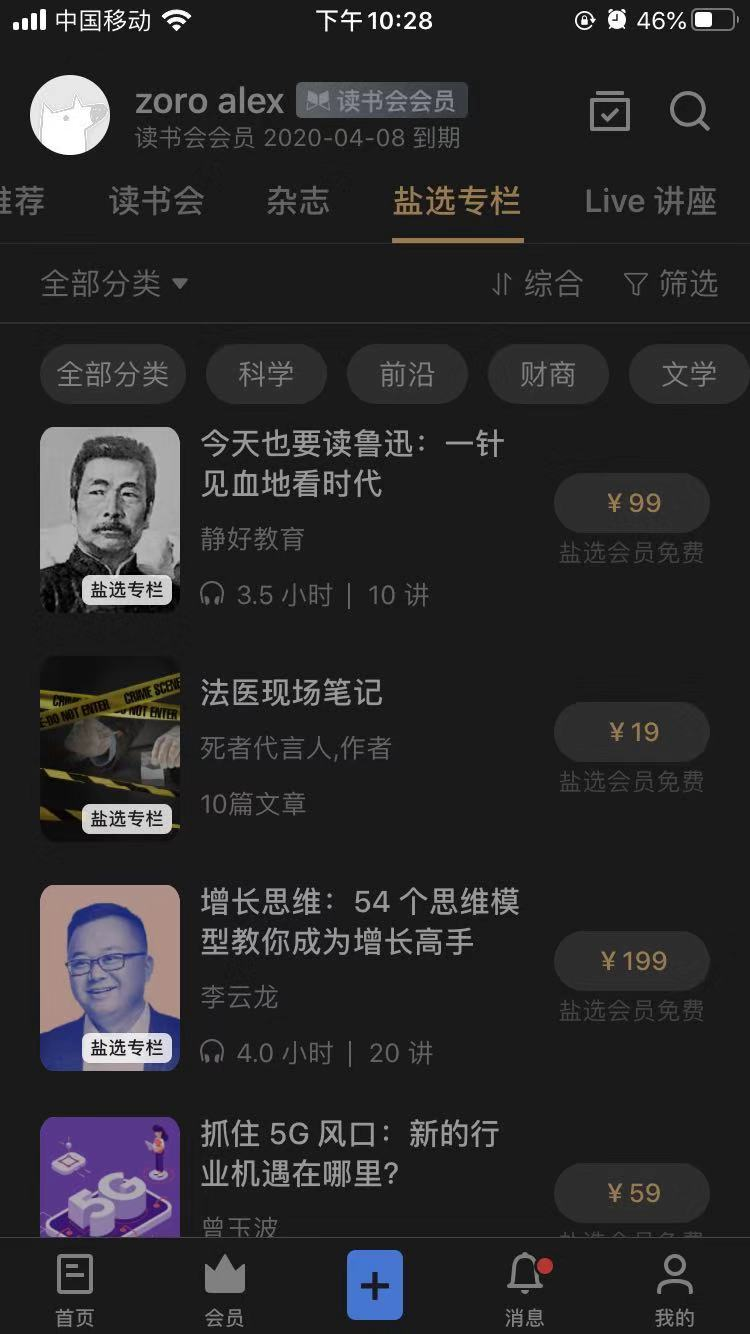 中国移动 下午10:28 46%
zoro alex 读书会会员
读书会会员 2020-04-08 到期
推荐 读书会 杂志 盐选专栏 Live 讲座
全部分类 综合 筛选
全部分类 科学 前沿 财商 文学
今天也要读鲁迅：一针
见血地看时代
静好教育
3.5 小时 | 10 讲
盐选专栏
¥ 99
盐选会员免费
CRIME SCENE
DO NOT ENTER
DO NOT ENTER
法医现场笔记
死者代言人,作者
10篇文章
盐选专栏
¥ 19
盐选会员免费
增长思维：54 个思维模
型教你成为增长高手
李云龙
4.0 小时 | 20 讲
盐选专栏
¥ 199
盐选会员免费
5G
抓住 5G 风口：新的行
业机遇在哪里?
曾玉波
¥ 59
盐选会员免费
首页 会员 消息 我的